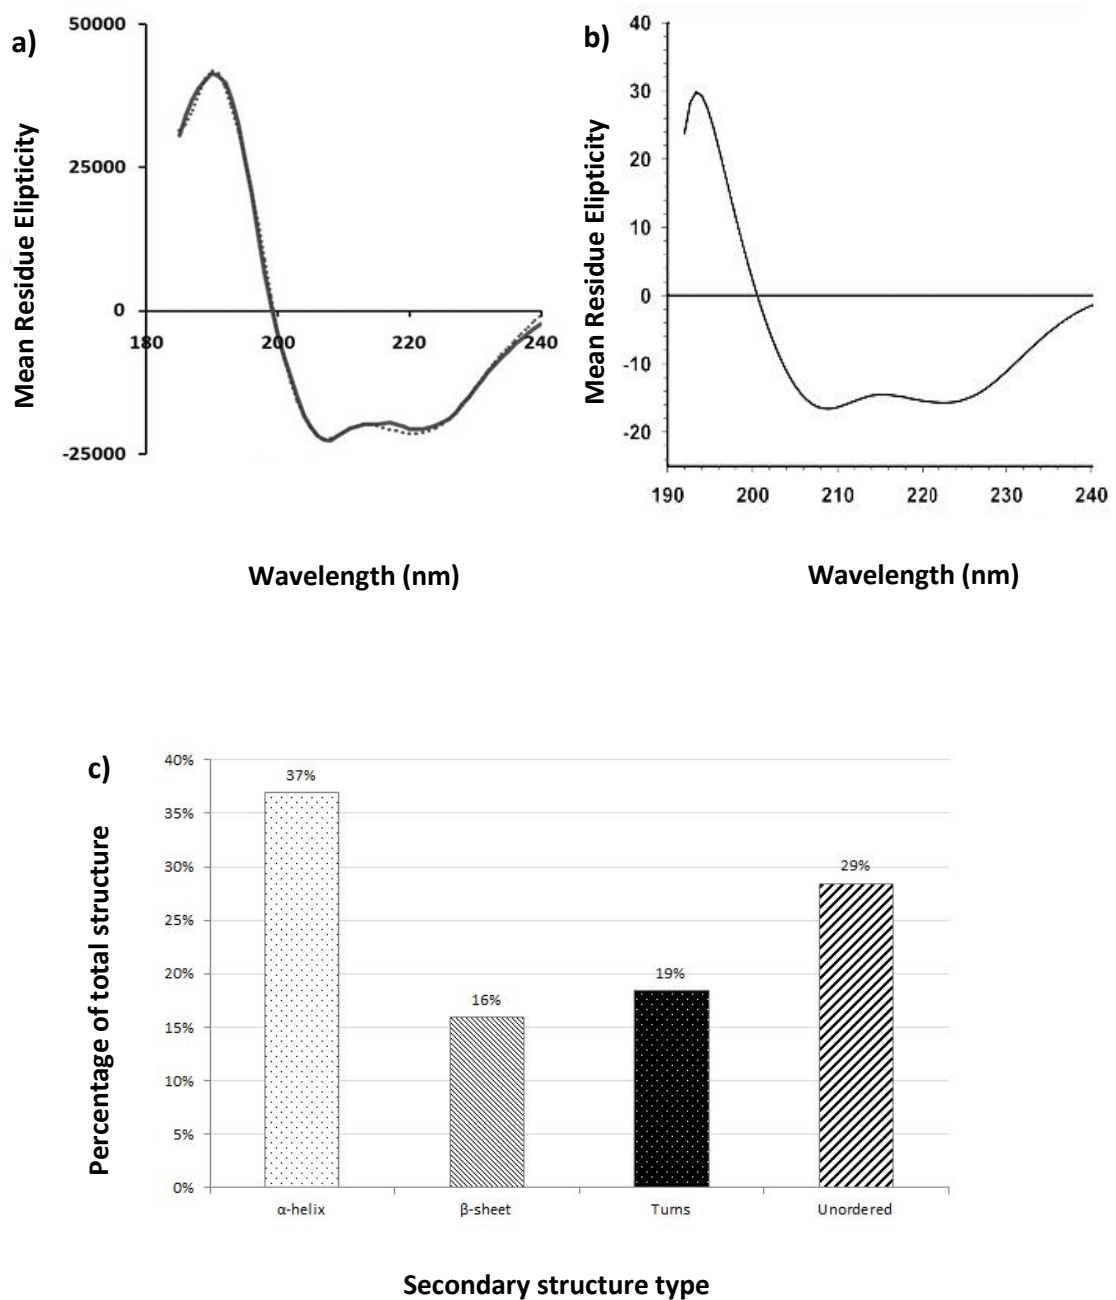 a)
Mean Residue Elipticity
50000
25000
0
-25000
180
200
220
240
Wavelength (nm)
b)
Mean Residue Elipticity
40
30
20
10
0
-10
-20
190
200
210
220
230
240
Wavelength (nm)
c)
Percentage of total structure
40%
35%
30%
25%
20%
15%
10%
5%
0%
37%
16%
19%
29%
α-helix
β-sheet
Turns
Unordered
Secondary structure type